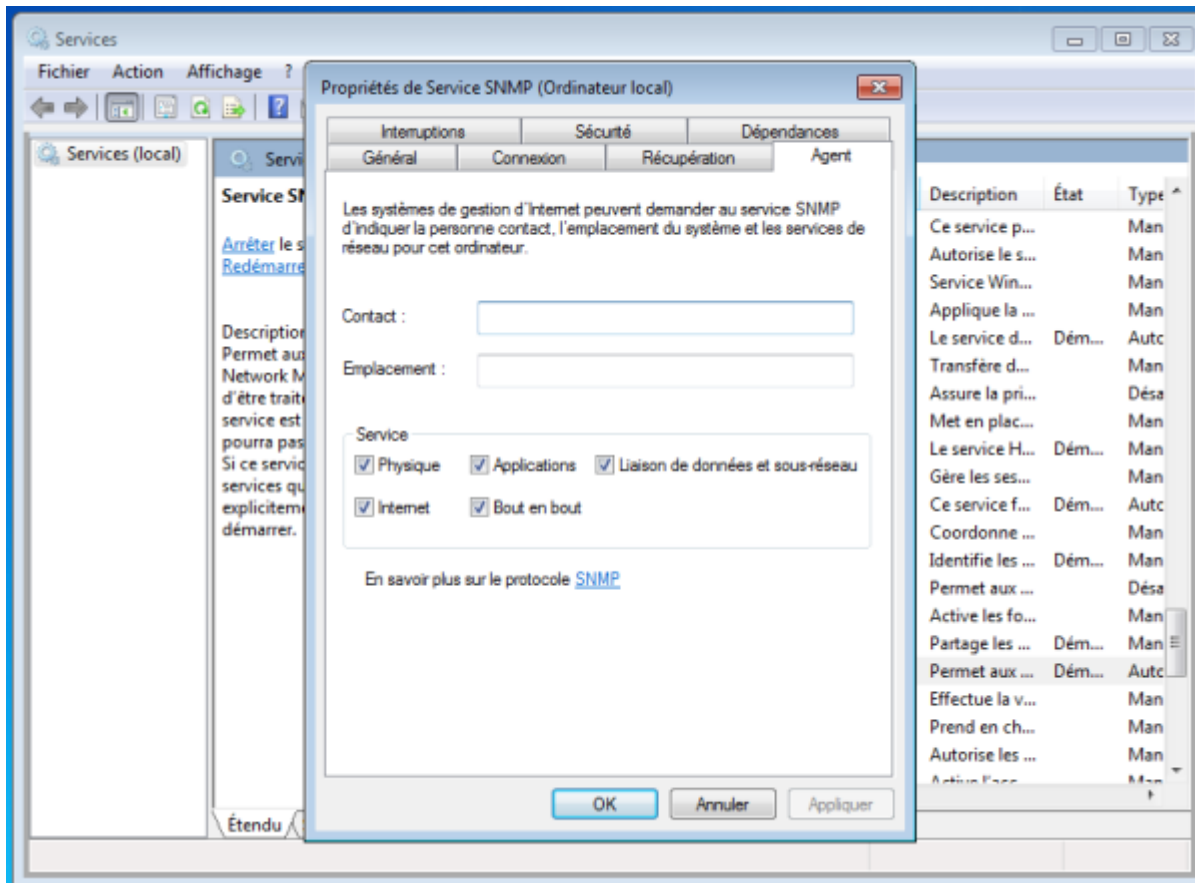 Services
Fichier Action Affichage ?
Propriétés de Service SNMP (Ordinateur local)
Services (local)
Interruptions Sécurité Dépendances
Général Connexion Récupération Agent
Les systèmes de gestion d'Internet peuvent demander au service SNMP
d'indiquer la personne contact, l'emplacement du système et les services de
réseau pour cet ordinateur.
Contact :
Emplacement :
Service
Physique Applications Liaison de données et sous-réseau
Internet Bout en bout
En savoir plus sur le protocole SNMP
OK Annuler Appliquer
Servi
Service SN
Arrêter le s
Redémarre
Description
Permet aux
Network M
d'être traité
service est
pourra pas
Si ce servic
services qu
expliciteme
démarrer.
Description État Type
Ce service p... Man
Autorise le s... Man
Service Win... Man
Applique la ... Man
Le service d... Dém... Autc
Transfère d... Man
Assure la pri... Désa
Met en plac... Man
Le service H... Dém... Man
Gère les ses... Man
Ce service f... Dém... Autc
Coordonne ... Man
Identifie les ... Dém... Man
Permet aux ... Désa
Active les fo... Man
Partage les ... Dém... Man
Permet aux ... Dém... Autc
Effectue la v... Man
Prend en ch... Man
Autorise les ... Man
Étendu